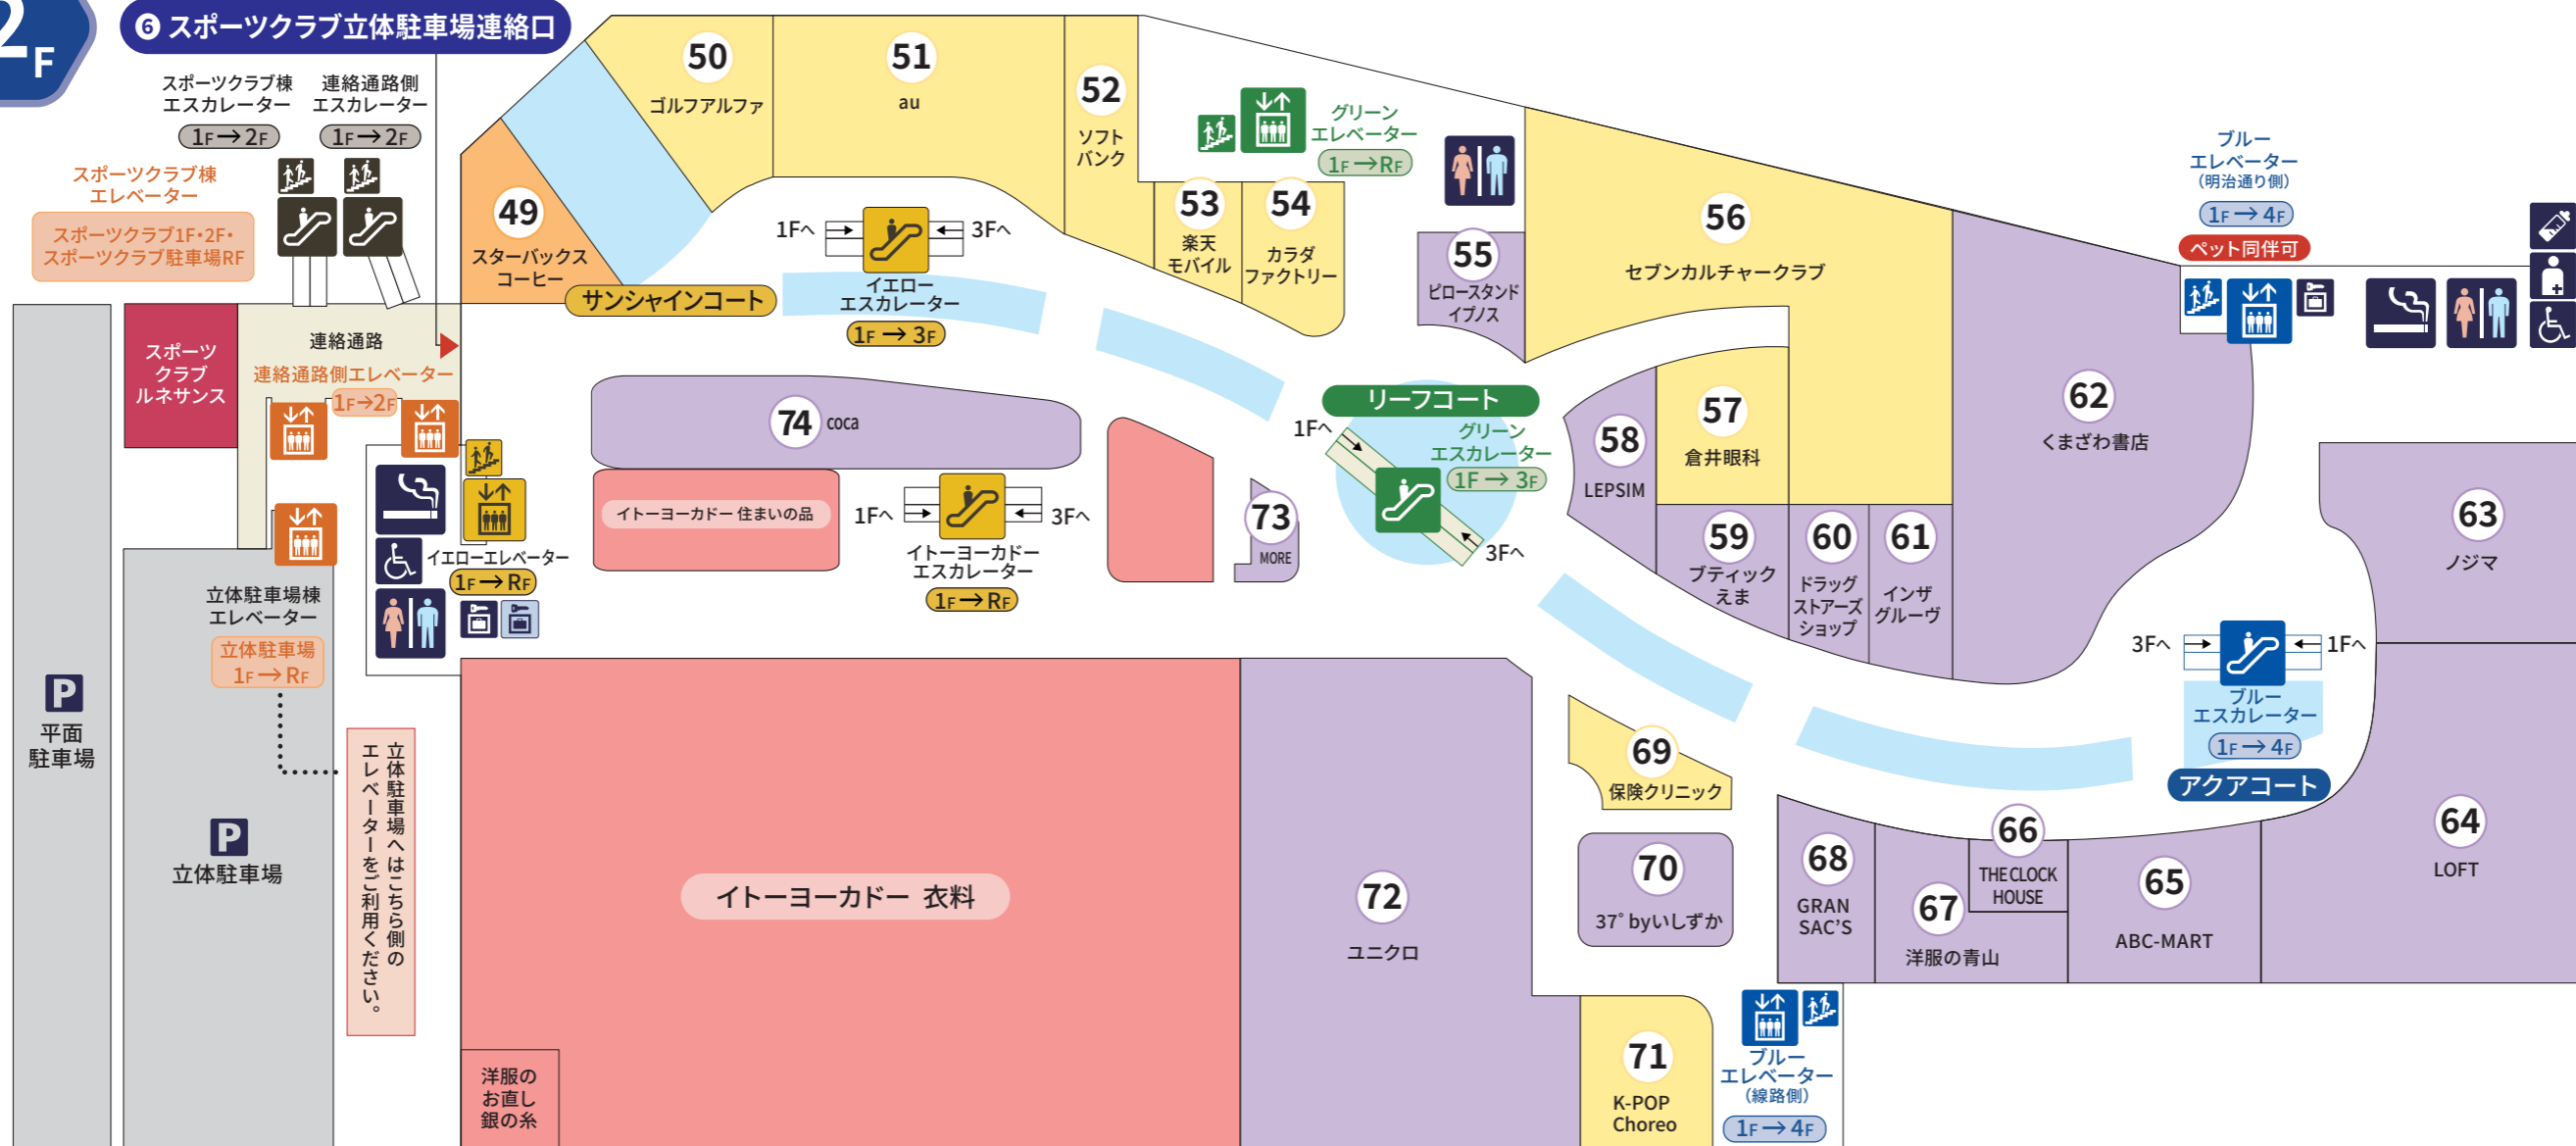 2F
❻ スポーツクラブ立体駐車場連絡口
スポーツクラブ棟
エスカレーター
1F→2F
連絡通路側
エスカレーター
1F→2F
スポーツクラブ棟
エレベーター
スポーツクラブ1F・2F・
スポーツクラブ駐車場RF
スポーツ
クラブ
ルネサンス
連絡通路
連絡通路側エレベーター
1F→2F
49
スターバックス
コーヒー
サンシャインコート
50
ゴルフアルファ
51
au
52
ソフト
バンク
1Fへ
3Fへ
イエロー
エスカレーター
1F → 3F
53
楽天
モバイル
54
カラダ
ファクトリー
グリーン
エレベーター
1F→RF
55
ピロースタンド
イプノス
56
セブンカルチャークラブ
ブルー
エレベーター
(明治通り側)
1F → 4F
ペット同伴可
74 coca
イトーヨーカドー 住まいの品
1Fへ
3Fへ
イトーヨーカドー
エスカレーター
1F→RF
73
MORE
リーフコート
1Fへ
グリーン
エスカレーター
1F → 3F
3Fへ
58
LEPSIM
57
倉井眼科
59
ブティック
えま
60
ドラッグ
ストアーズ
ショップ
61
インザ
グルーヴ
62
くまざわ書店
63
ノジマ
イエローエレベーター
1F→RF
立体駐車場棟
エレベーター
立体駐車場
1F→RF
P
平面
駐車場
P
立体駐車場
立体駐車場へはこちら側の
エレベーターをご利用ください。
イトーヨーカドー 衣料
洋服の
お直し
銀の糸
72
ユニクロ
69
保険クリニック
70
37° byいしずか
71
K-POP
Choreo
3Fへ
1Fへ
ブルー
エスカレーター
1F → 4F
アクアコート
68
GRAN
SAC'S
67
洋服の青山
66
THE CLOCK
HOUSE
65
ABC-MART
64
LOFT
ブルー
エレベーター
(線路側)
1F → 4F